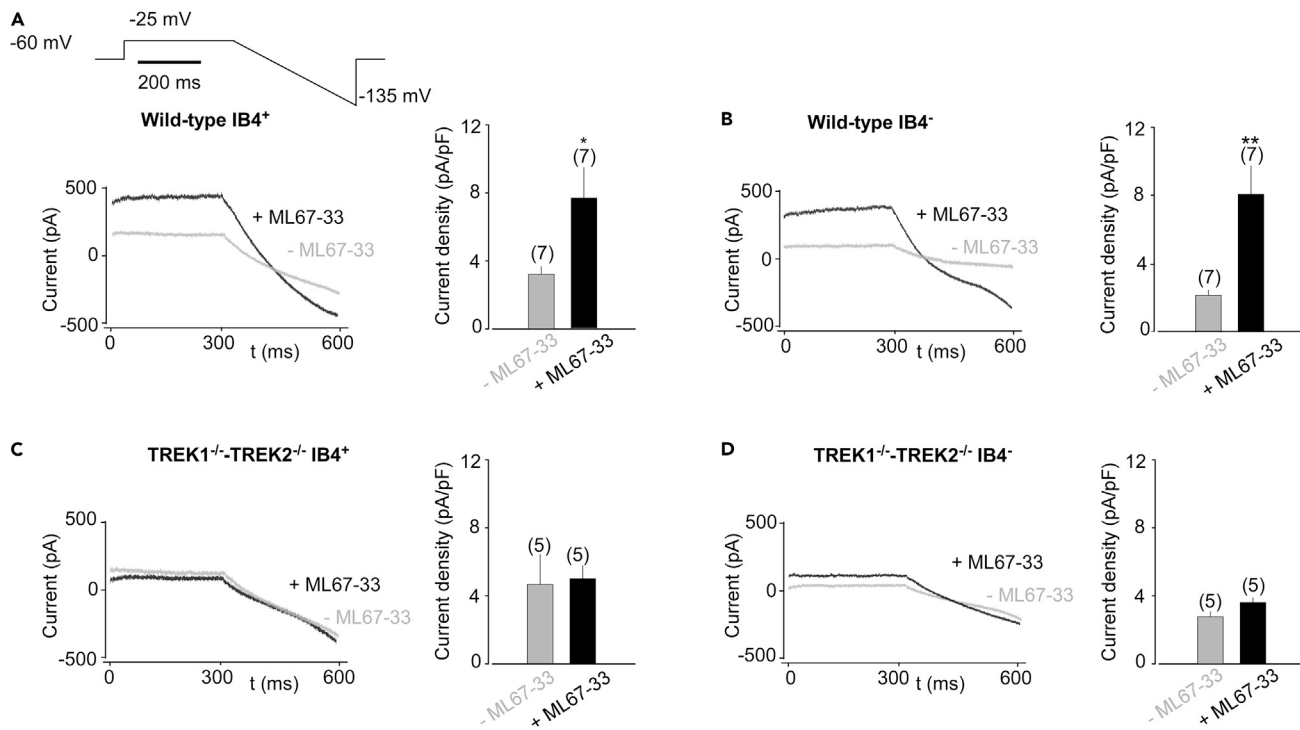 A
-25 mV
-60 mV
200 ms
-135 mV
Wild-type IB4+
500
0
-500
Current (pA)
+ ML67-33
- ML67-33
0 300 600
t (ms)
12
8
4
0
Current density (pA/pF)
(7)
*
(7)
- ML67-33
+ ML67-33
B
Wild-type IB4-
500
0
-500
Current (pA)
+ ML67-33
- ML67-33
0 300 600
t (ms)
12
8
4
0
Current density (pA/pF)
(7)
**
(7)
- ML67-33
+ ML67-33
C
TREK1-/--TREK2-/- IB4+
500
0
-500
Current (pA)
+ ML67-33
- ML67-33
0 300 600
t (ms)
12
8
4
0
Current density (pA/pF)
(5)
(5)
- ML67-33
+ ML67-33
D
TREK1-/--TREK2-/- IB4-
500
0
-500
Current (pA)
+ ML67-33
- ML67-33
0 300 600
t (ms)
12
8
4
0
Current density (pA/pF)
(5)
(5)
- ML67-33
+ ML67-33